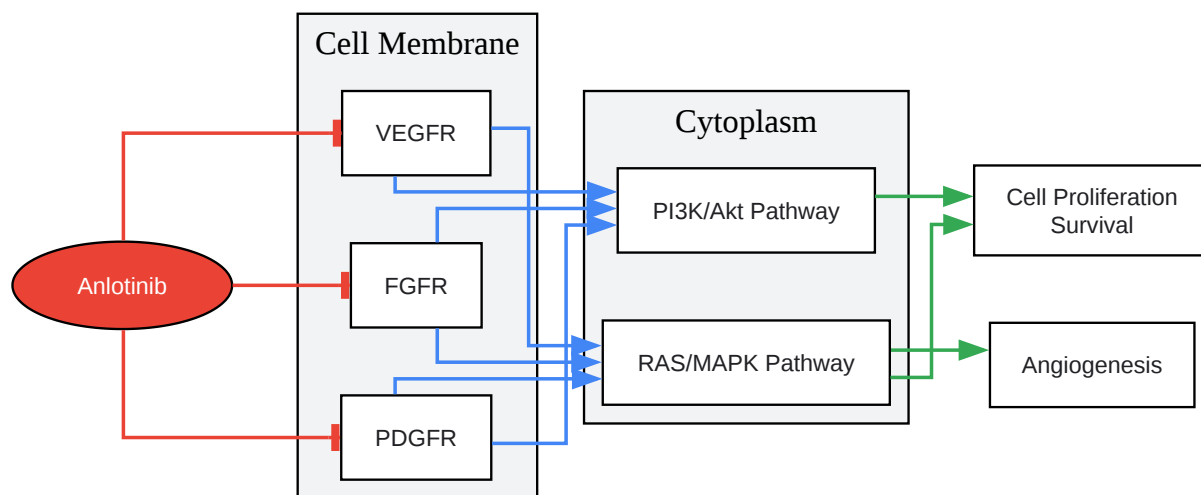 Cell Membrane
VEGFR
Cytoplasm
PI3K/Akt Pathway
Cell Proliferation
Survival
Anlotinib
FGFR
RAS/MAPK Pathway
Angiogenesis
PDGFR